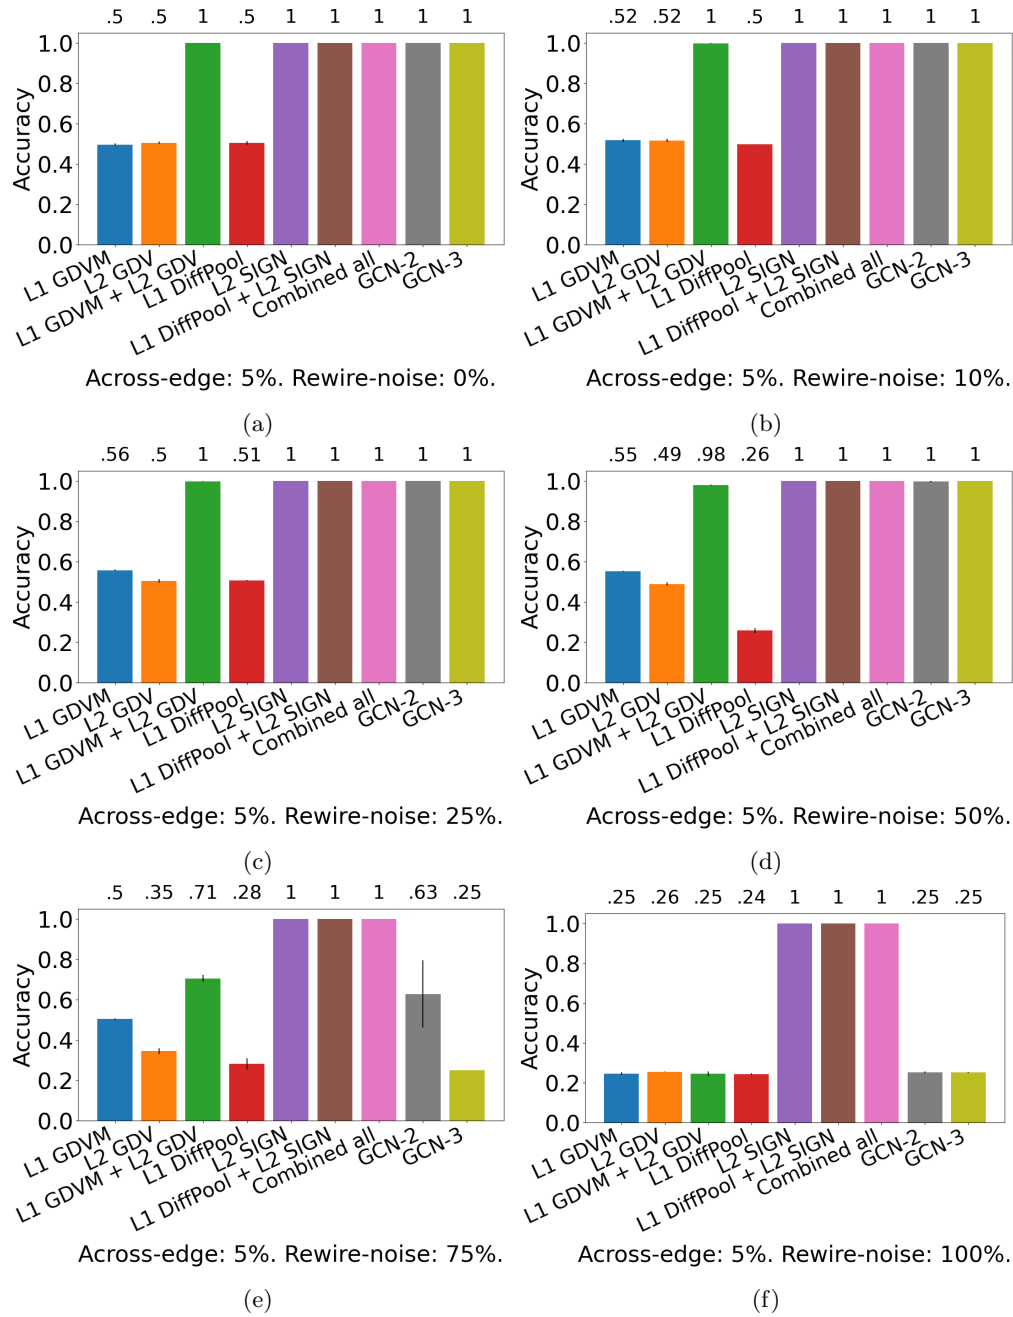 .5 .5 1 .5 1 1 1 1 1
1.0
0.8
0.6
0.4
0.2
0.0
Accuracy
L1 GDVM
L2 GDV
L1 GDVM + L2 GDV
L1 DiffPool
L2 SIGN
L1 DiffPool + L2 SIGN
Combined all
GCN-2
GCN-3
Across-edge: 5%. Rewire-noise: 0%.
(a)
.52 .52 1 .5 1 1 1 1 1
1.0
0.8
0.6
0.4
0.2
0.0
Accuracy
L1 GDVM
L2 GDV
L1 GDVM + L2 GDV
L1 DiffPool
L2 SIGN
L1 DiffPool + L2 SIGN
Combined all
GCN-2
GCN-3
Across-edge: 5%. Rewire-noise: 10%.
(b)
.56 .5 1 .51 1 1 1 1 1
1.0
0.8
0.6
0.4
0.2
0.0
Accuracy
L1 GDVM
L2 GDV
L1 GDVM + L2 GDV
L1 DiffPool
L2 SIGN
L1 DiffPool + L2 SIGN
Combined all
GCN-2
GCN-3
Across-edge: 5%. Rewire-noise: 25%.
(c)
.55 .49 .98 .26 1 1 1 1 1
1.0
0.8
0.6
0.4
0.2
0.0
Accuracy
L1 GDVM
L2 GDV
L1 GDVM + L2 GDV
L1 DiffPool
L2 SIGN
L1 DiffPool + L2 SIGN
Combined all
GCN-2
GCN-3
Across-edge: 5%. Rewire-noise: 50%.
(d)
.5 .35 .71 .28 1 1 1 .63 .25
1.0
0.8
0.6
0.4
0.2
0.0
Accuracy
L1 GDVM
L2 GDV
L1 GDVM + L2 GDV
L1 DiffPool
L2 SIGN
L1 DiffPool + L2 SIGN
Combined all
GCN-2
GCN-3
Across-edge: 5%. Rewire-noise: 75%.
(e)
.25 .26 .25 .24 1 1 1 .25 .25
1.0
0.8
0.6
0.4
0.2
0.0
Accuracy
L1 GDVM
L2 GDV
L1 GDVM + L2 GDV
L1 DiffPool
L2 SIGN
L1 DiffPool + L2 SIGN
Combined all
GCN-2
GCN-3
Across-edge: 5%. Rewire-noise: 100%.
(f)